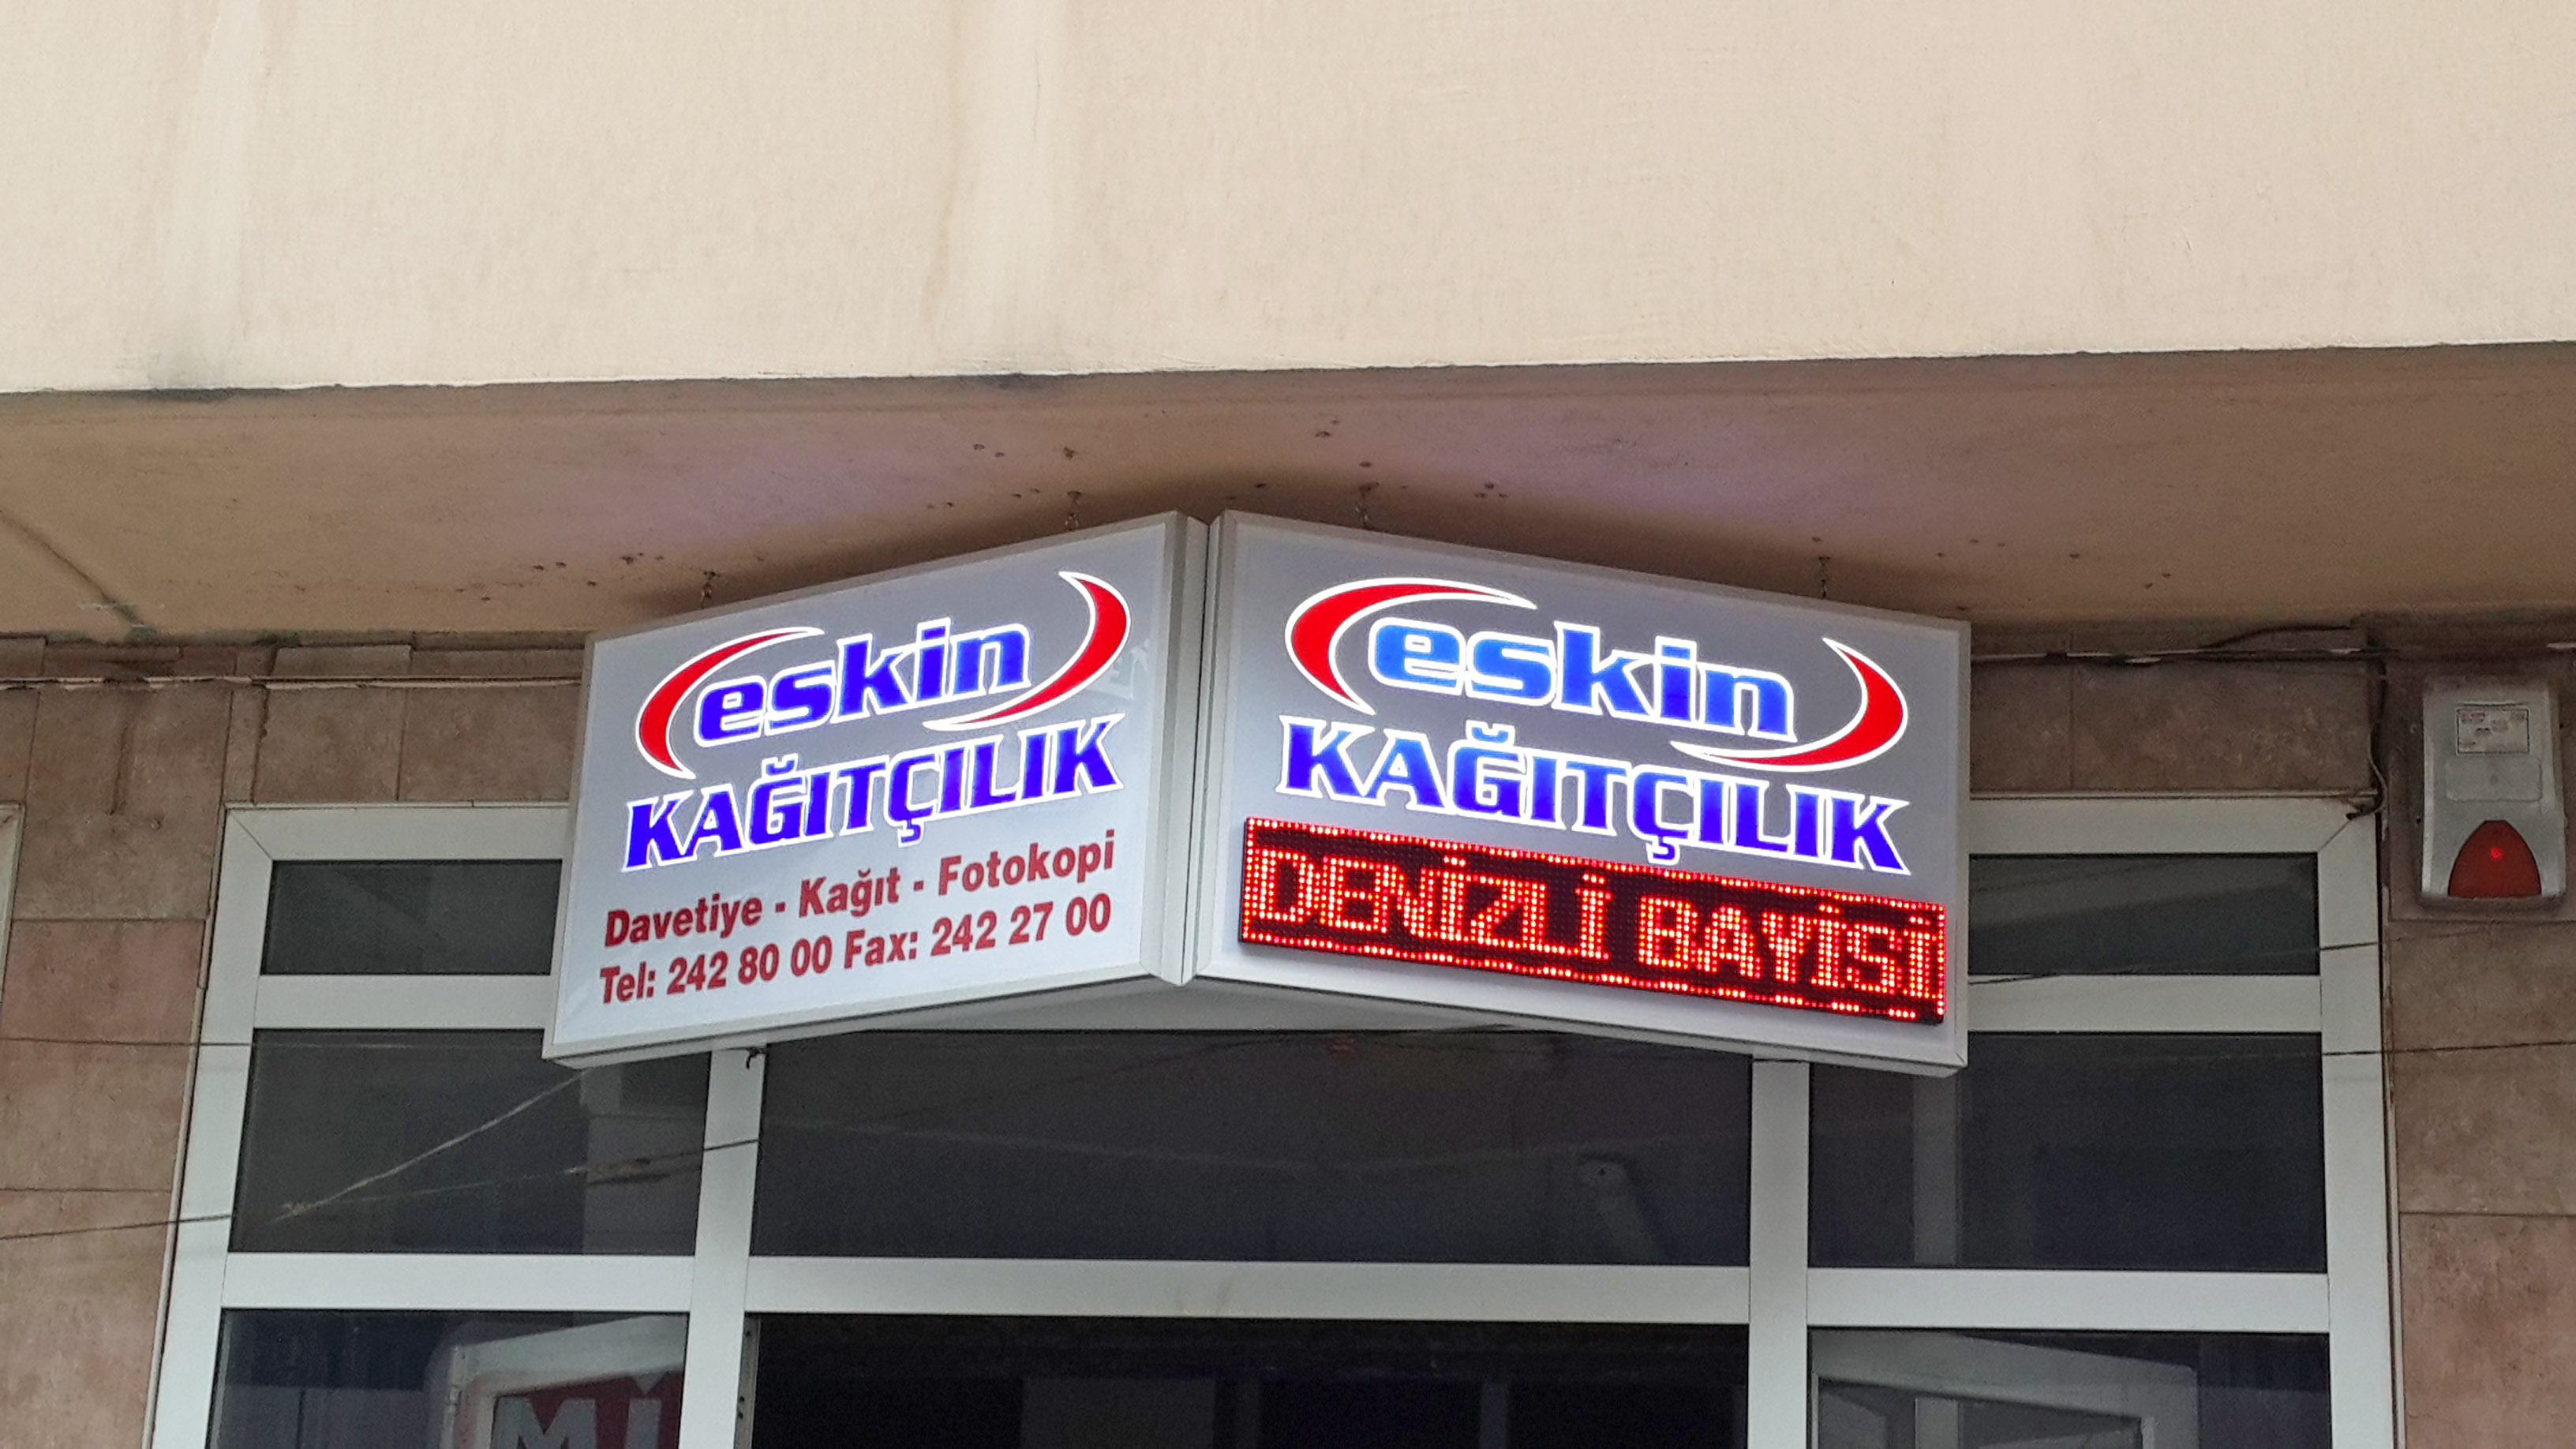 eskin
KAĞITÇILIK
Davetiye - Kağıt - Fotokopi
Tel: 242 80 00 Fax: 242 27 00
eskin
KAĞITÇILIK
DENİZLİ BAYİSİ